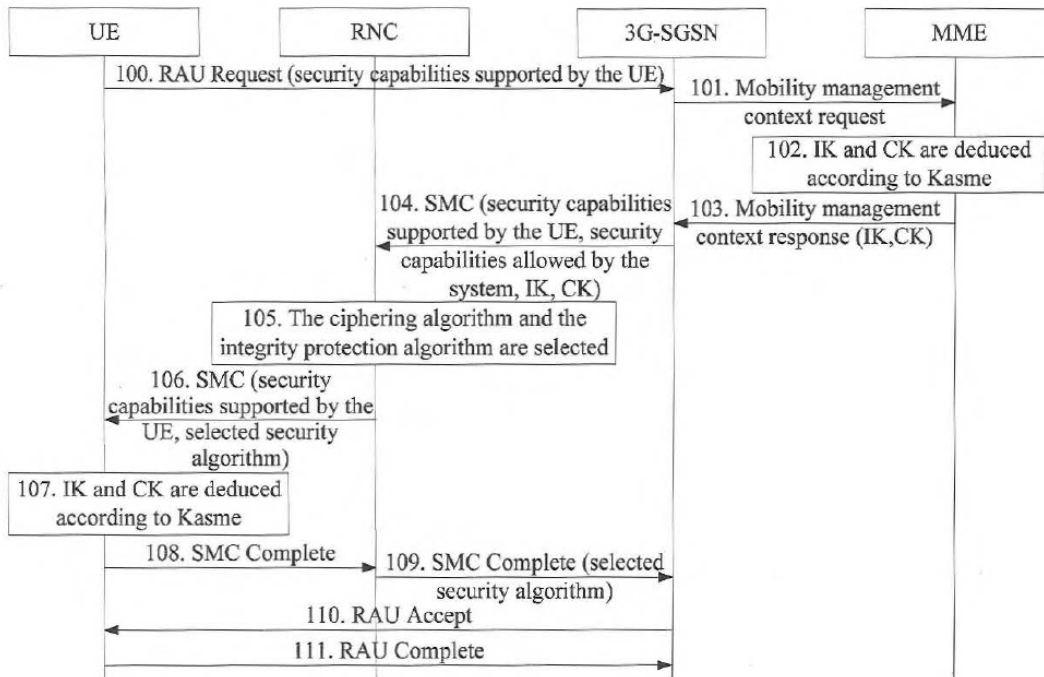 UE
RNC
3G-SGSN
MME
100. RAU Request (security capabilities supported by the UE)
101. Mobility management
context request
102. IK and CK are deduced
according to Kasme
103. Mobility management
context response (IK,CK)
104. SMC (security capabilities
supported by the UE, security
capabilities allowed by the
system, IK, CK)
105. The ciphering algorithm and the
integrity protection algorithm are selected
106. SMC (security
capabilities supported by the
UE, selected security
algorithm)
107. IK and CK are deduced
according to Kasme
108. SMC Complete
109. SMC Complete (selected
security algorithm)
110. RAU Accept
111. RAU Complete